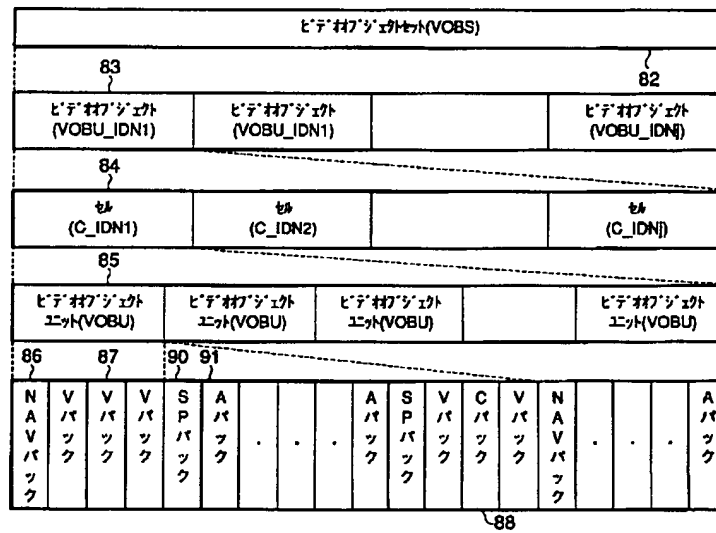 ビデオオブジェクトセット(VOBS)
83
82
ビデオオブジェクト
(VOBU_IDN1)
ビデオオブジェクト
(VOBU_IDN1)
ビデオオブジェクト
(VOBU_IDNj)
84
セル
(C_IDN1)
セル
(C_IDN2)
セル
(C_IDNj)
85
ビデオオブジェクト
ユニット(VOBU)
ビデオオブジェクト
ユニット(VOBU)
ビデオオブジェクト
ユニット(VOBU)
ビデオオブジェクト
ユニット(VOBU)
86
87
90
91
NAVパック
Vパック
Vパック
Vパック
SPパック
Aパック
・
・
・
Aパック
SPパック
Vパック
Cパック
Vパック
NAVパック
・
・
・
Aパック
88